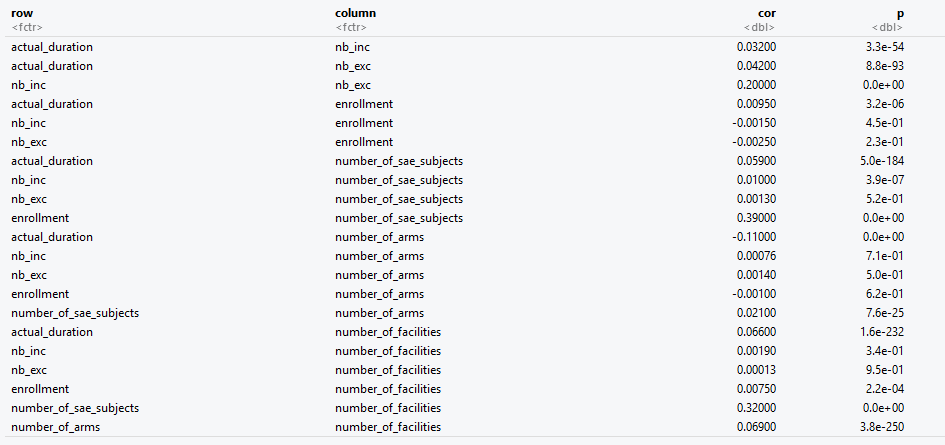 row column cor p
<fctr> <fctr> <dbl> <dbl>
actual_duration nb_inc 0.03200 3.3e-54
actual_duration nb_exc 0.04200 8.8e-93
nb_inc nb_exc 0.20000 0.0e+00
actual_duration enrollment 0.00950 3.2e-06
nb_inc enrollment -0.00150 4.5e-01
nb_exc enrollment -0.00250 2.3e-01
actual_duration number_of_sae_subjects 0.05900 5.0e-184
nb_inc number_of_sae_subjects 0.01000 3.9e-07
nb_exc number_of_sae_subjects 0.00130 5.2e-01
enrollment number_of_sae_subjects 0.39000 0.0e+00
actual_duration number_of_arms -0.11000 0.0e+00
nb_inc number_of_arms 0.00076 7.1e-01
nb_exc number_of_arms 0.00140 5.0e-01
enrollment number_of_arms -0.00100 6.2e-01
number_of_sae_subjects number_of_arms 0.02100 7.6e-25
actual_duration number_of_facilities 0.06600 1.6e-232
nb_inc number_of_facilities 0.00190 3.4e-01
nb_exc number_of_facilities 0.00013 9.5e-01
enrollment number_of_facilities 0.00750 2.2e-04
number_of_sae_subjects number_of_facilities 0.32000 0.0e+00
number_of_arms number_of_facilities 0.06900 3.8e-250